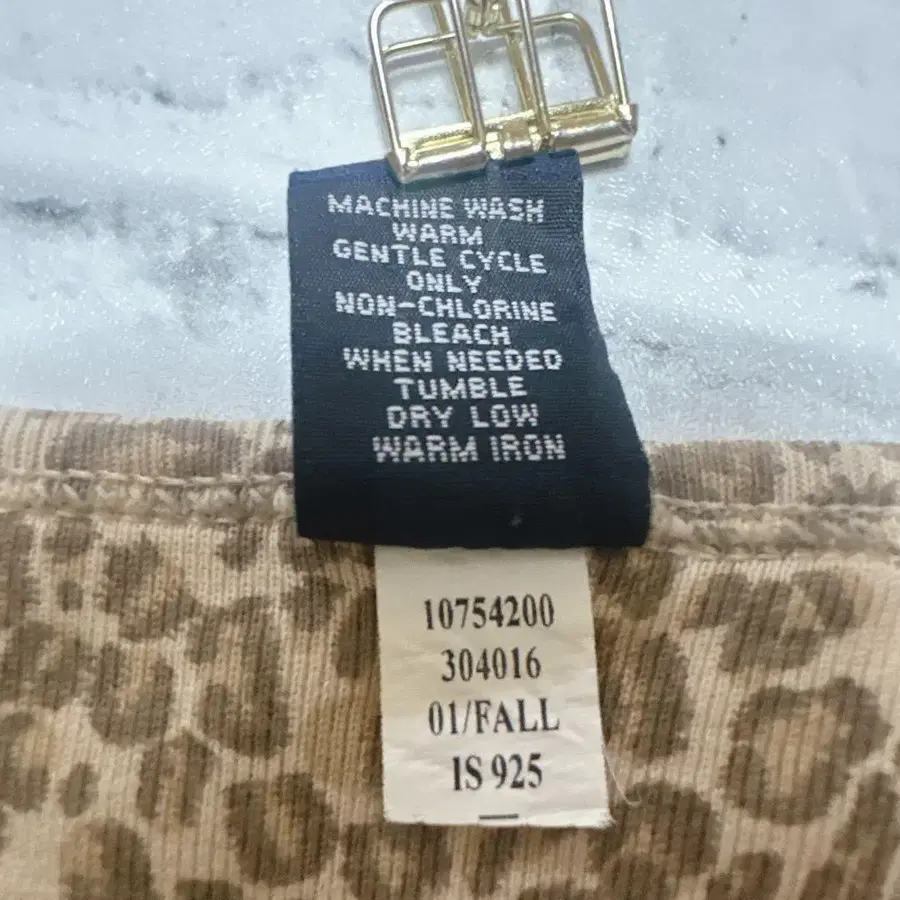 MACHINE WASH
WARM
GENTLE CYCLE
ONLY
NON-CHLORINE
BLEACH
WHEN NEEDED
TUMBLE
DRY LOW
WARM IRON
10754200
304016
01/FALL
IS 925